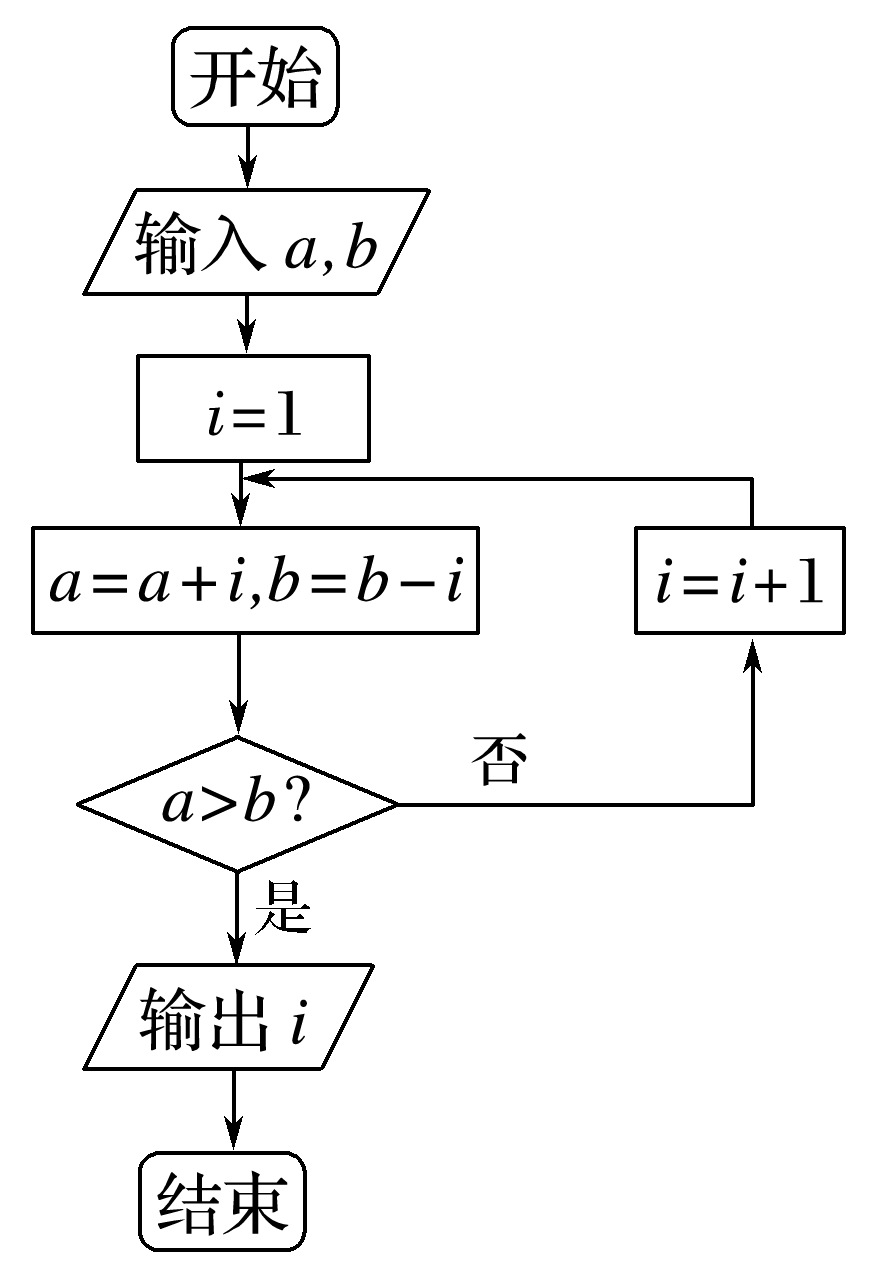 开始
输入 a,b
i=1
a=a+i,b=b-i
i=i+1
a>b?
否
是
输出 i
结束